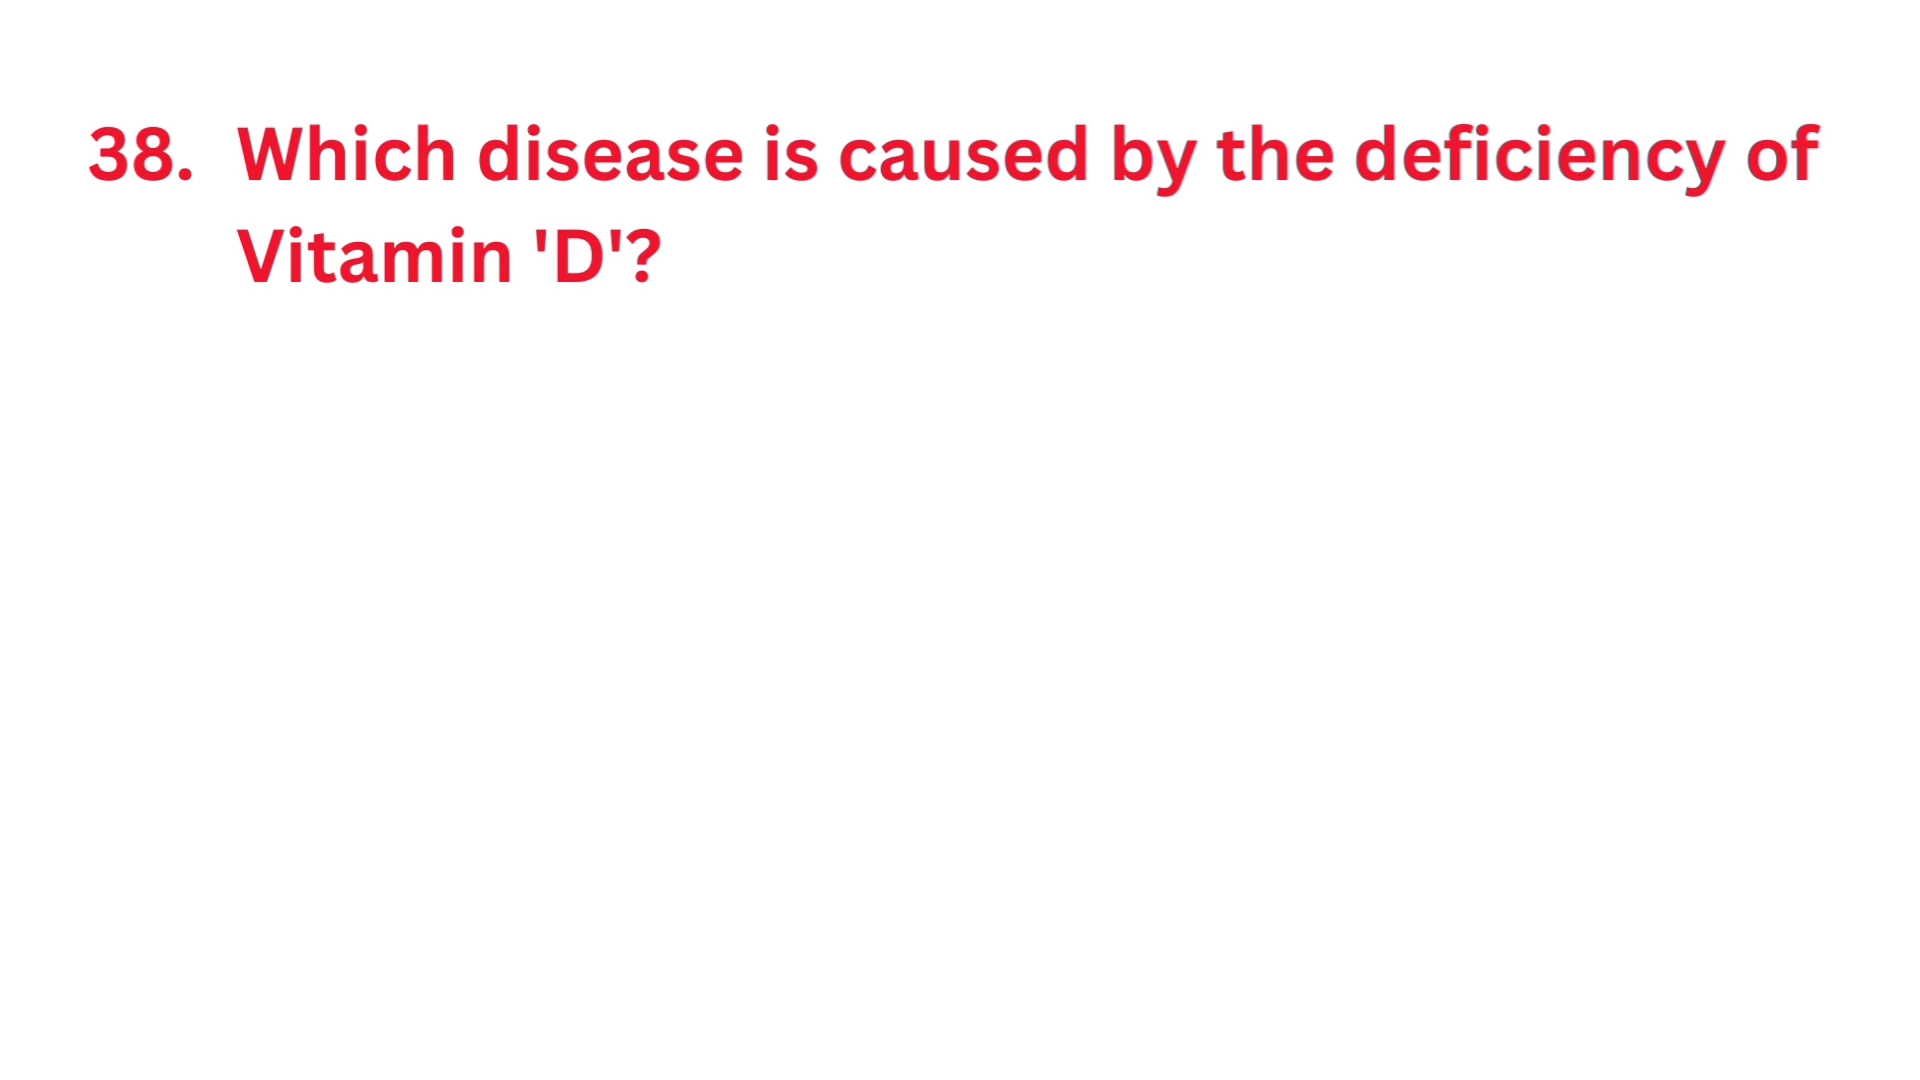 38. Which disease is caused by the deficiency of
Vitamin 'D'?